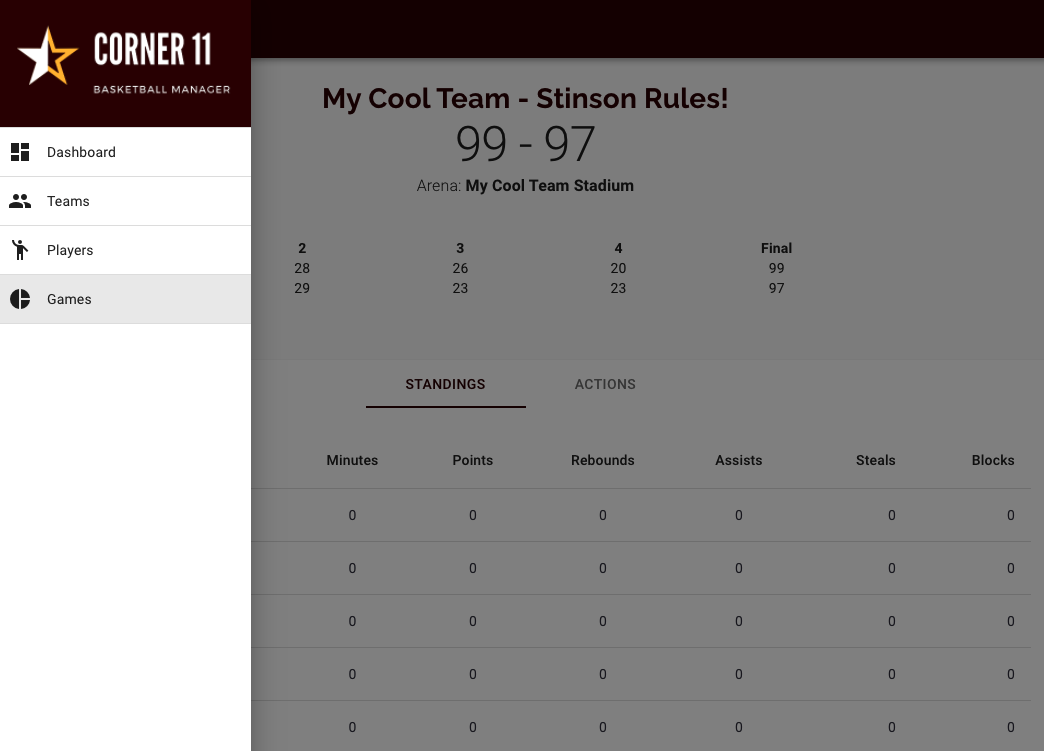 CORNER 11
BASKETBALL MANAGER
Dashboard
Teams
Players
Games
My Cool Team - Stinson Rules!
99 - 97
Arena: My Cool Team Stadium
2 3 4 Final
28 26 20 99
29 23 23 97
STANDINGS ACTIONS
Minutes Points Rebounds Assists Steals Blocks
0 0 0 0 0 0
0 0 0 0 0 0
0 0 0 0 0 0
0 0 0 0 0 0
0 0 0 0 0 0